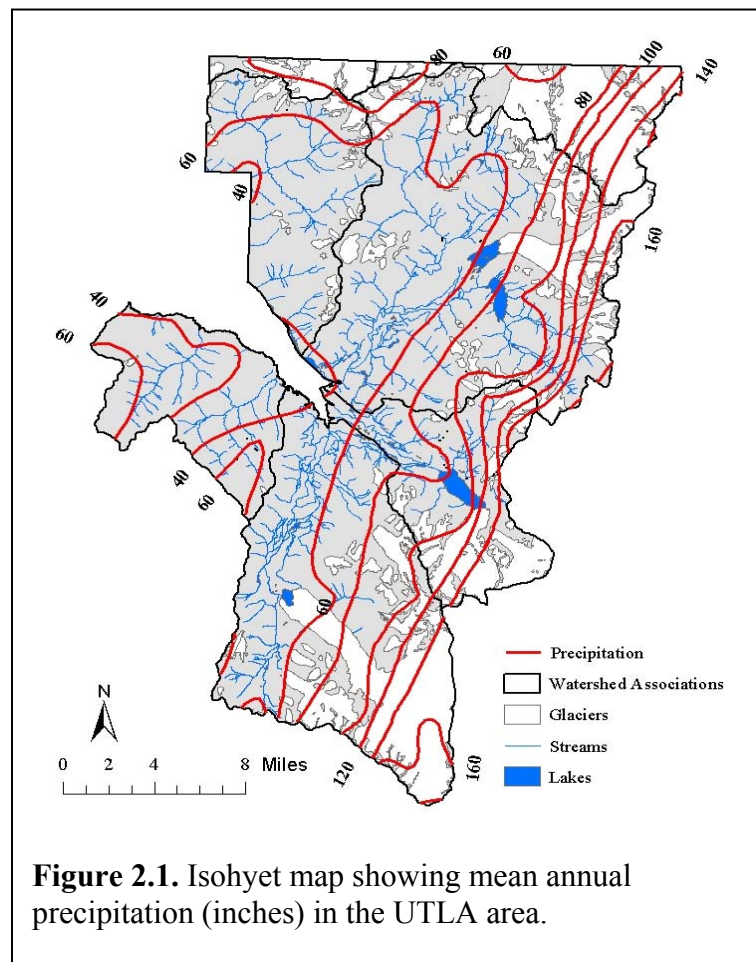 60
80
100
140
80
60
40
160
40
60
40
60
60
N
Precipitation
Watershed Associations
Glaciers
Streams
Lakes
0 4 8 Miles
120
160
Figure 2.1. Isohyet map showing mean annual
precipitation (inches) in the UTLA area.